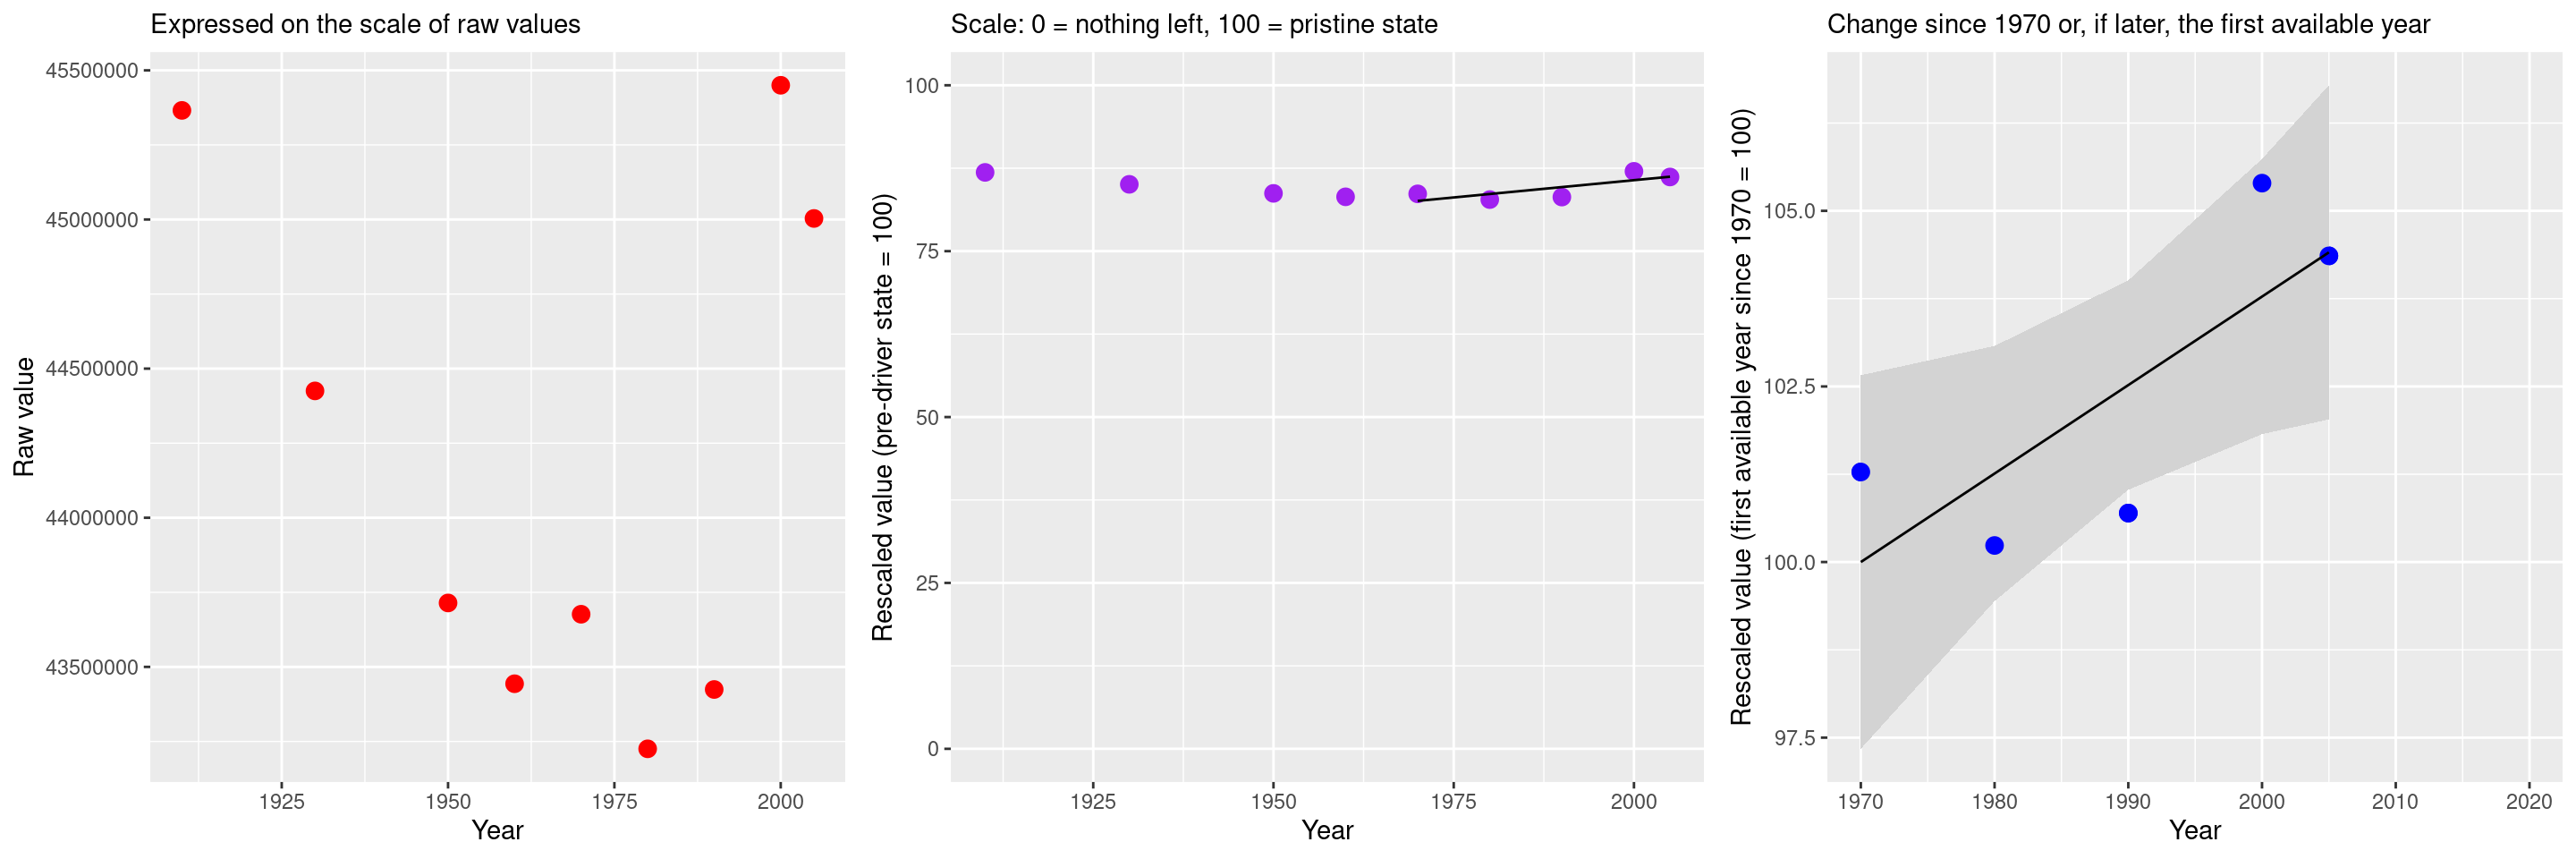 Expressed on the scale of raw values
Raw value
45500000
45000000
44500000
44000000
43500000
1925 1950 1975 2000
Year
Scale: 0 = nothing left, 100 = pristine state
Rescaled value (pre-driver state = 100)
100
75
50
25
0
1925 1950 1975 2000
Year
Change since 1970 or, if later, the first available year
Rescaled value (first available year since 1970 = 100)
105.0
102.5
100.0
97.5
1970 1980 1990 2000 2010 2020
Year